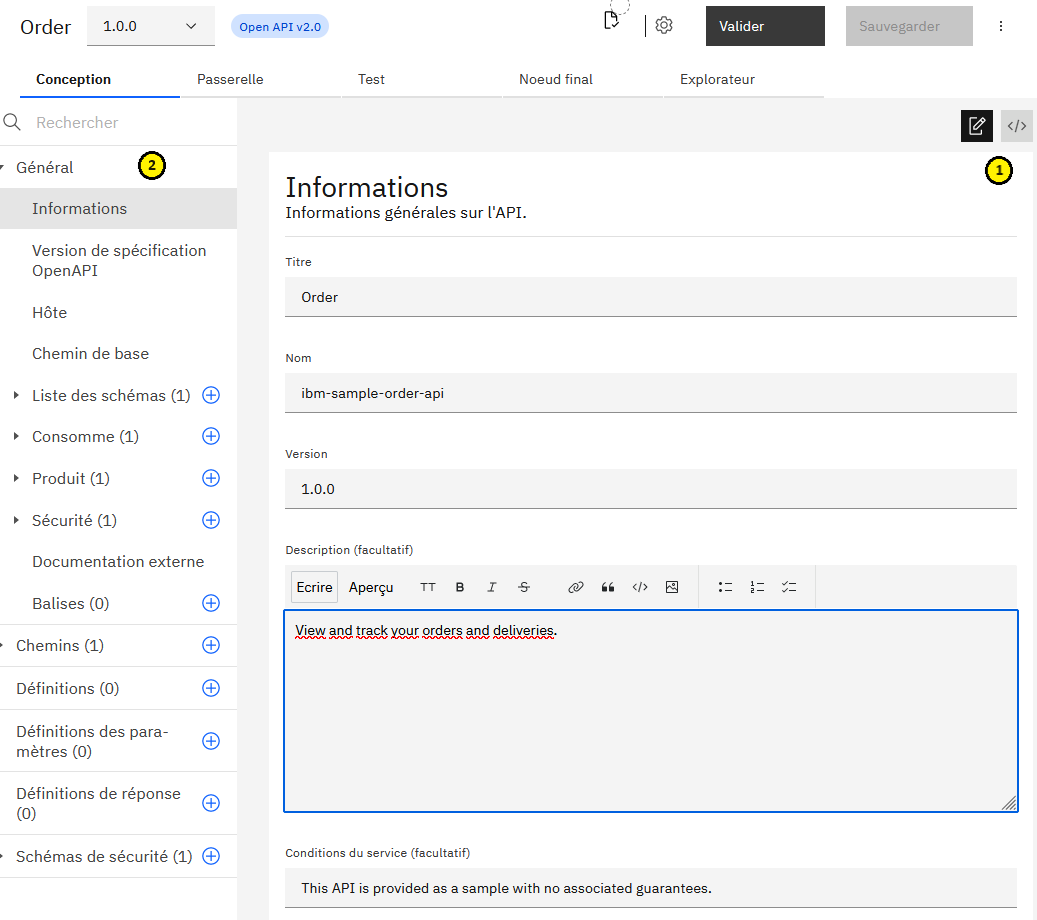 Order
1.0.0
Open API v2.0
Valider
Sauvegarder
Conception
Passerelle
Test
Noeud final
Explorateur
Rechercher
Général
2
Informations
Version de spécification
OpenAPI
Hôte
Chemin de base
Liste des schémas (1)
Consomme (1)
Produit (1)
Sécurité (1)
Documentation externe
Balises (0)
Chemins (1)
Définitions (0)
Définitions des para-
mètres (0)
Définitions de réponse
(0)
Schémas de sécurité (1)
</>
1
Informations
Informations générales sur l'API.
Titre
Order
Nom
ibm-sample-order-api
Version
1.0.0
Description (facultatif)
Ecrire Aperçu TT B I S </>
View and track your orders and deliveries.
Conditions du service (facultatif)
This API is provided as a sample with no associated guarantees.